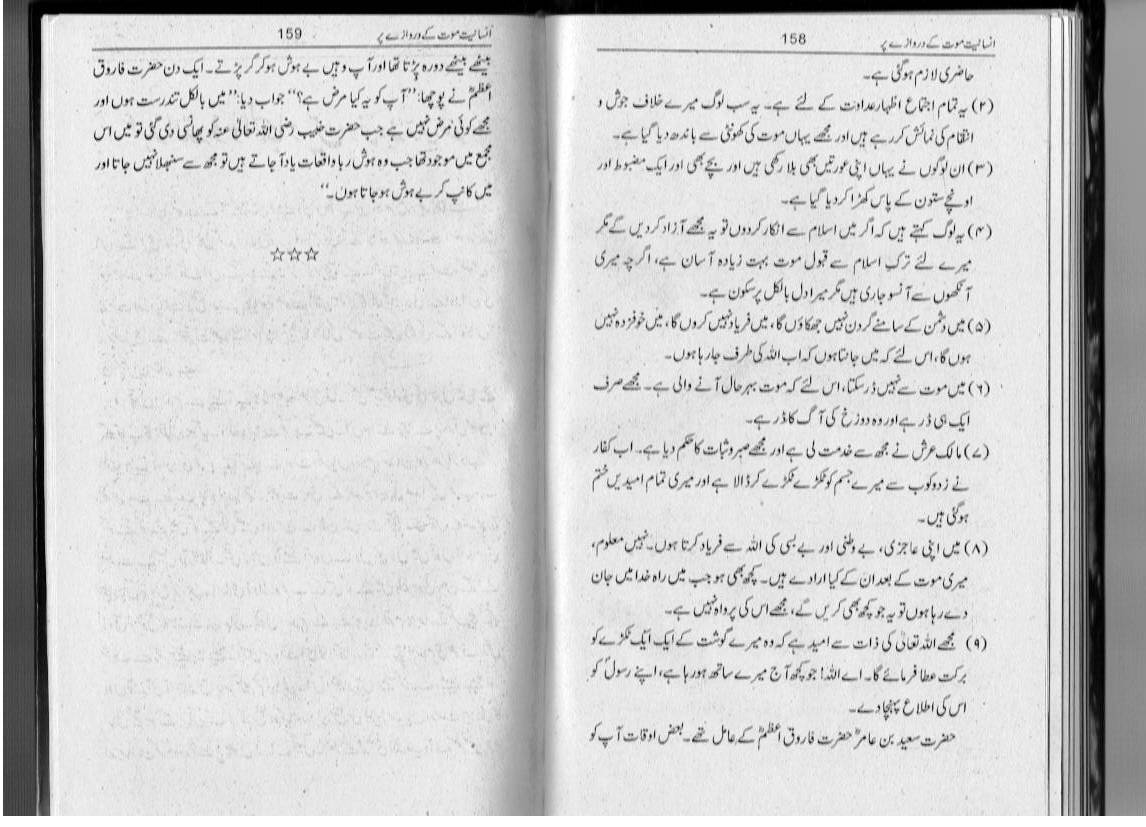 انسانیت موت کے دروازے پر 158
حاضری لازم ہوگئی ہے۔
(۲) یہ تمام اجتماع اظہار عداوت کے لئے ہے۔ یہ سب لوگ میرے خلاف جوش و
انتقام کی نمائش کر رہے ہیں اور مجھے یہاں موت کی کھونٹی سے باندھ دیا گیا ہے۔
(۳) ان لوگوں نے یہاں اپنی عورتیں بھی بلا رکھی ہیں اور بچے بھی اور ایک مضبوط اور
اونچے ستون کے پاس کھڑا کر دیا گیا ہے۔
(۴) یہ لوگ کہتے ہیں کہ اگر میں اسلام سے انکار کردوں تو یہ مجھے آزاد کر دیں گے مگر
میرے لئے ترک اسلام سے قبول موت بہت زیادہ آسان ہے، اگرچہ میری
آنکھوں سے آنسو جاری ہیں مگر میرا دل بالکل پرسکون ہے۔
(۵) میں دشمن کے سامنے گردن نہیں جھکاؤں گا، میں فریاد نہیں کروں گا، میں خوفزدہ نہیں
ہوں گا، اس لئے کہ میں جانتا ہوں کہ اب اللہ کی طرف جارہا ہوں۔
(۶) میں موت سے نہیں ڈر سکتا، اس لئے کہ موت بہر حال آنے والی ہے۔ مجھے صرف
ایک ہی ڈر ہے اور وہ دوزخ کی آگ کا ڈر ہے۔
(۷) مالک عرش نے مجھ سے خدمت لی ہے اور مجھے صبر و ثبات کا حکم دیا ہے۔ اب کفار
نے زدوکوب سے میرے جسم کو ٹکڑے ٹکڑے کر ڈالا ہے اور میری تمام امیدیں ختم
ہوگئی ہیں۔
(۸) میں اپنی عاجزی، بے وطنی اور بے بسی کی اللہ سے فریاد کرتا ہوں۔ نہیں معلوم،
میری موت کے بعد ان کے کیا ارادے ہیں۔ کچھ بھی ہو جب میں راہ خدا میں جان
دے رہا ہوں تو یہ جو کچھ بھی کریں گے، مجھے اس کی پرواہ نہیں ہے۔
(۹) مجھے اللہ تعالیٰ کی ذات سے امید ہے کہ وہ میرے گوشت کے ایک ایک ٹکڑے کو
برکت عطا فرمائے گا۔ اے اللہ! جو کچھ آج میرے ساتھ ہورہا ہے، اپنے رسولؐ کو
اس کی اطلاع پہنچا دے۔
حضرت سعید بن عامرؓ حضرت فاروق اعظمؓ کے عامل تھے۔ بعض اوقات آپ کو
انسانیت موت کے دروازے پر 159
بیٹھے بیٹھے دورہ پڑتا تھا اور آپ وہیں بے ہوش ہوکر گر پڑتے۔ ایک دن حضرت فاروق
اعظمؓ نے پوچھا: ”آپ کو یہ کیا مرض ہے؟“ جواب دیا: ”میں بالکل تندرست ہوں اور
مجھے کوئی مرض نہیں ہے جب حضرت خبیب رضی اللہ تعالیٰ عنہ کو پھانسی دی گئی تو میں اس
مجمع میں موجود تھا جب وہ ہوش ربا واقعات یاد آجاتے ہیں تو مجھ سے سنبھلا نہیں جاتا اور
میں کانپ کر بے ہوش ہوجاتا ہوں۔“
☆☆☆